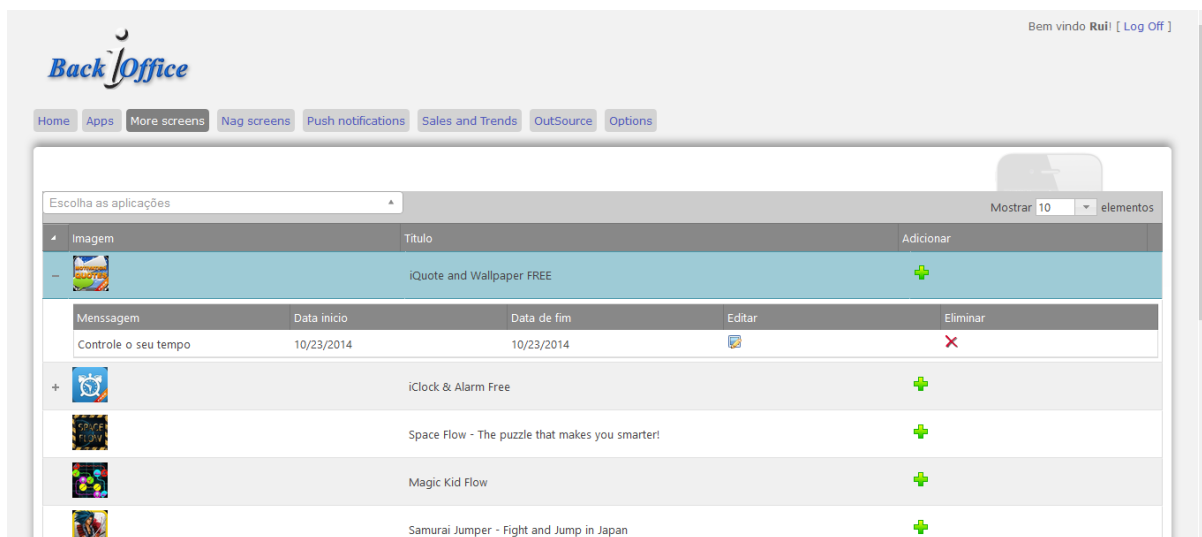 Bem vindo Rui! [ Log Off ]
Back Office
Home Apps More screens Nag screens Push notifications Sales and Trends OutSource Options
Escolha as aplicações
Mostrar 10 elementos
Imagem Titulo Adicionar
QUOTES
iQuote and Wallpaper FREE
Menssagem Data inicio Data de fim Editar Eliminar
Controle o seu tempo 10/23/2014 10/23/2014
iClock & Alarm Free
SPACE
FLOW
Space Flow - The puzzle that makes you smarter!
Magic Kid Flow
Samurai Jumper - Fight and Jump in Japan